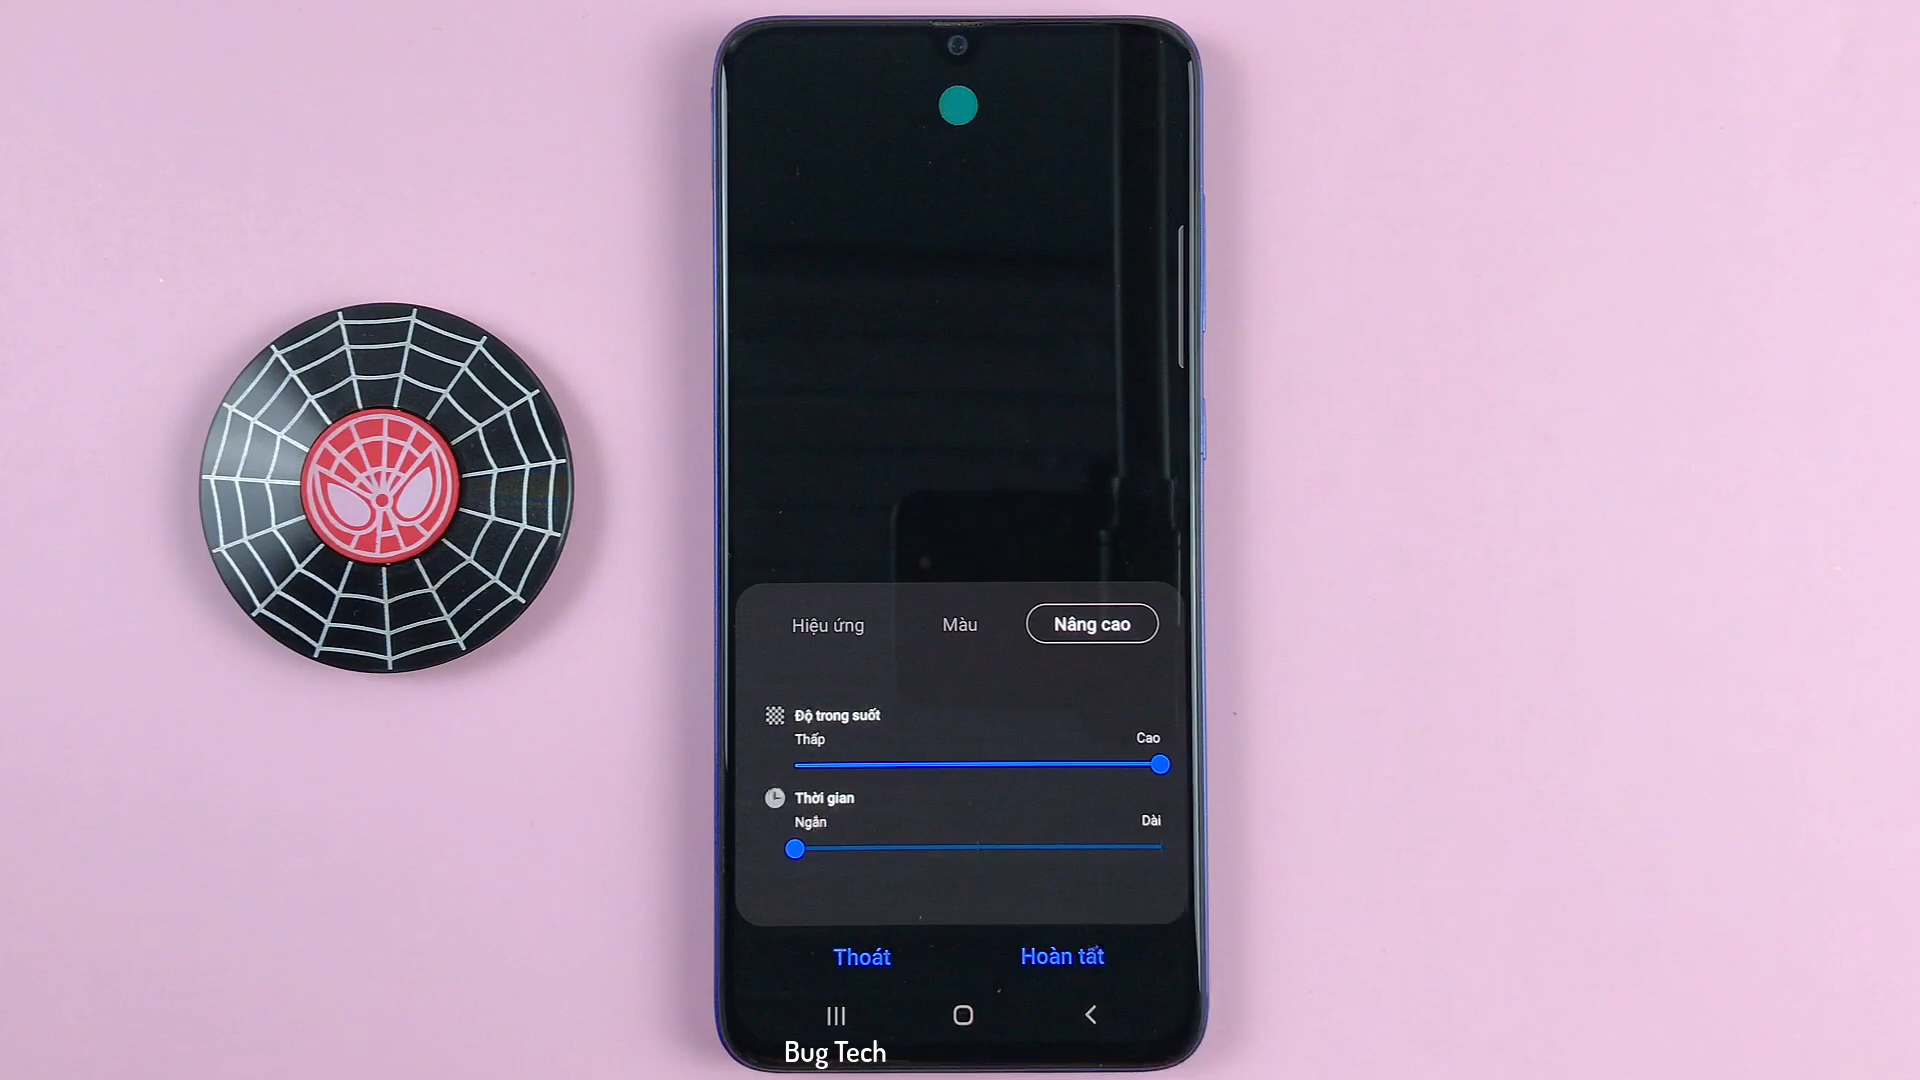 Hiệu ứng Màu Nâng cao
Độ trong suốt
Thấp Cao
Thời gian
Ngắn Dài
Thoát Hoàn tất
Bug Tech